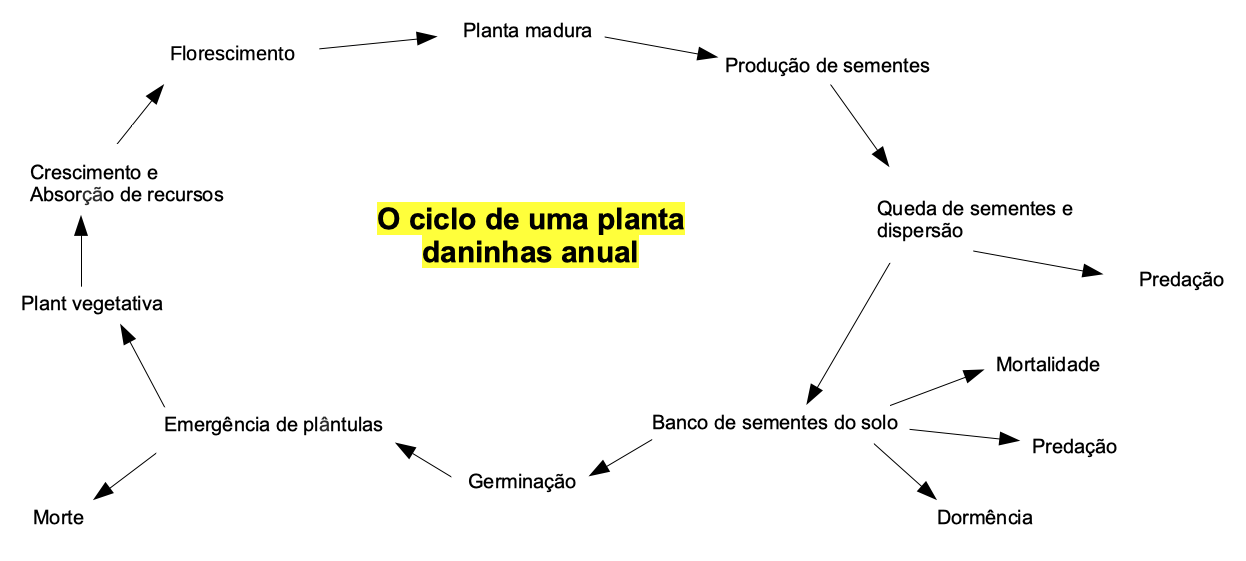 Florescimento
Planta madura
Produção de sementes
Crescimento e
Absorção de recursos
O ciclo de uma planta
daninhas anual
Queda de sementes e
dispersão
Predação
Plant vegetativa
Mortalidade
Emergência de plântulas
Banco de sementes do solo
Predação
Germinação
Morte
Dormência